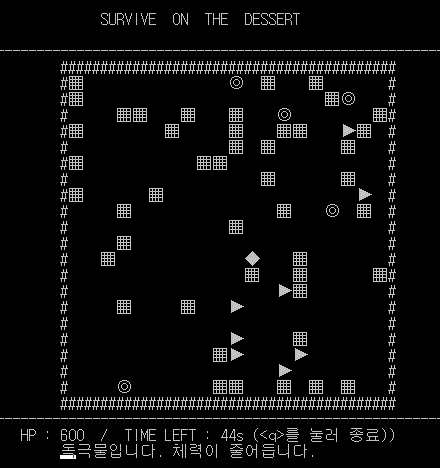 SURVIVE ON THE DESSERT
HP : 600 / TIME LEFT : 44s (<q>를 눌러 종료))
독극물입니다. 체력이 줄어듭니다.